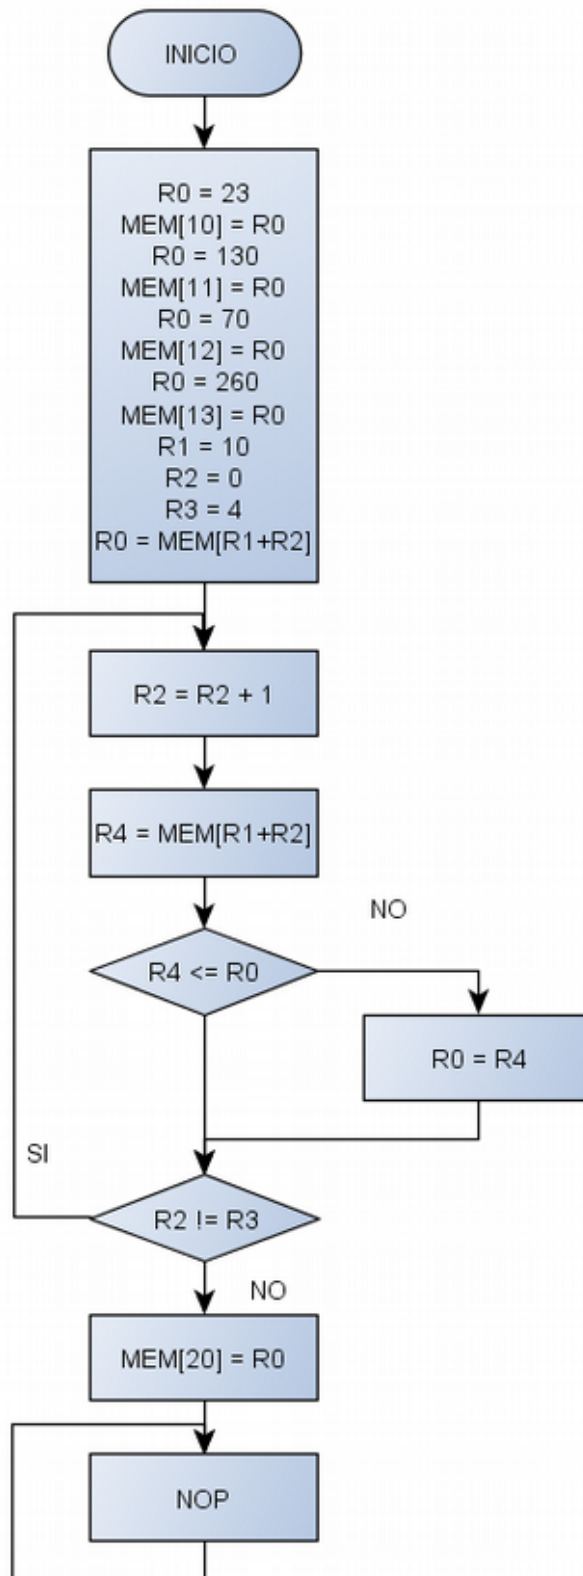 INICIO
R0 = 23
MEM[10] = R0
R0 = 130
MEM[11] = R0
R0 = 70
MEM[12] = R0
R0 = 260
MEM[13] = R0
R1 = 10
R2 = 0
R3 = 4
R0 = MEM[R1+R2]
R2 = R2 + 1
R4 = MEM[R1+R2]
NO
R4 <= R0
R0 = R4
SI
R2 != R3
NO
MEM[20] = R0
NOP